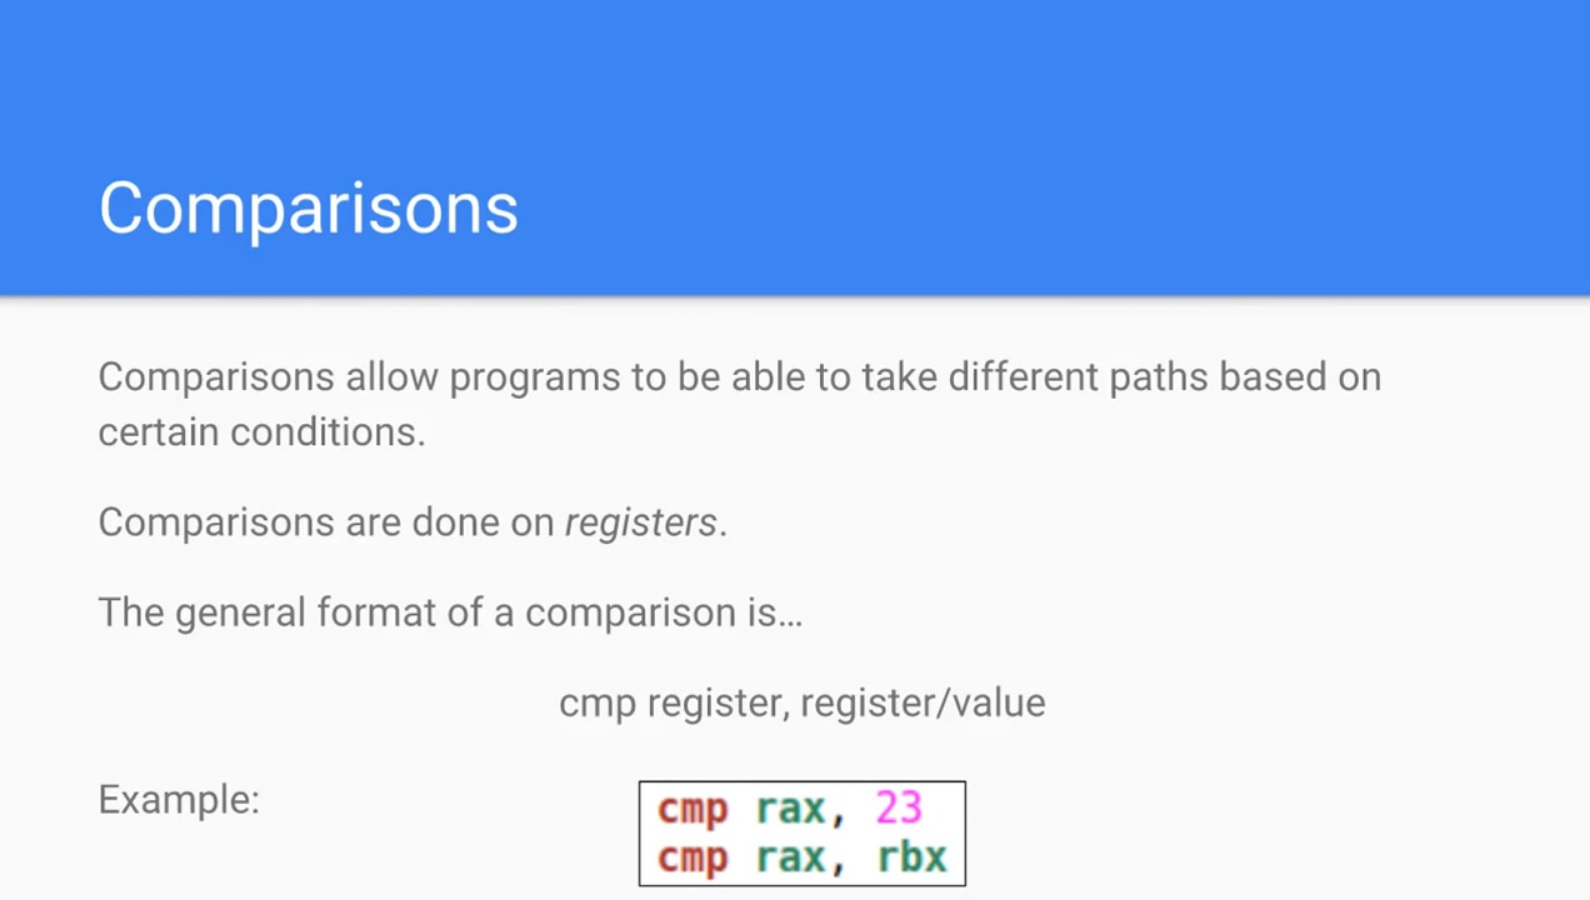 Comparisons
Comparisons allow programs to be able to take different paths based on
certain conditions.
Comparisons are done on registers.
The general format of a comparison is…
cmp register, register/value
Example:
cmp rax, 23
cmp rax, rbx